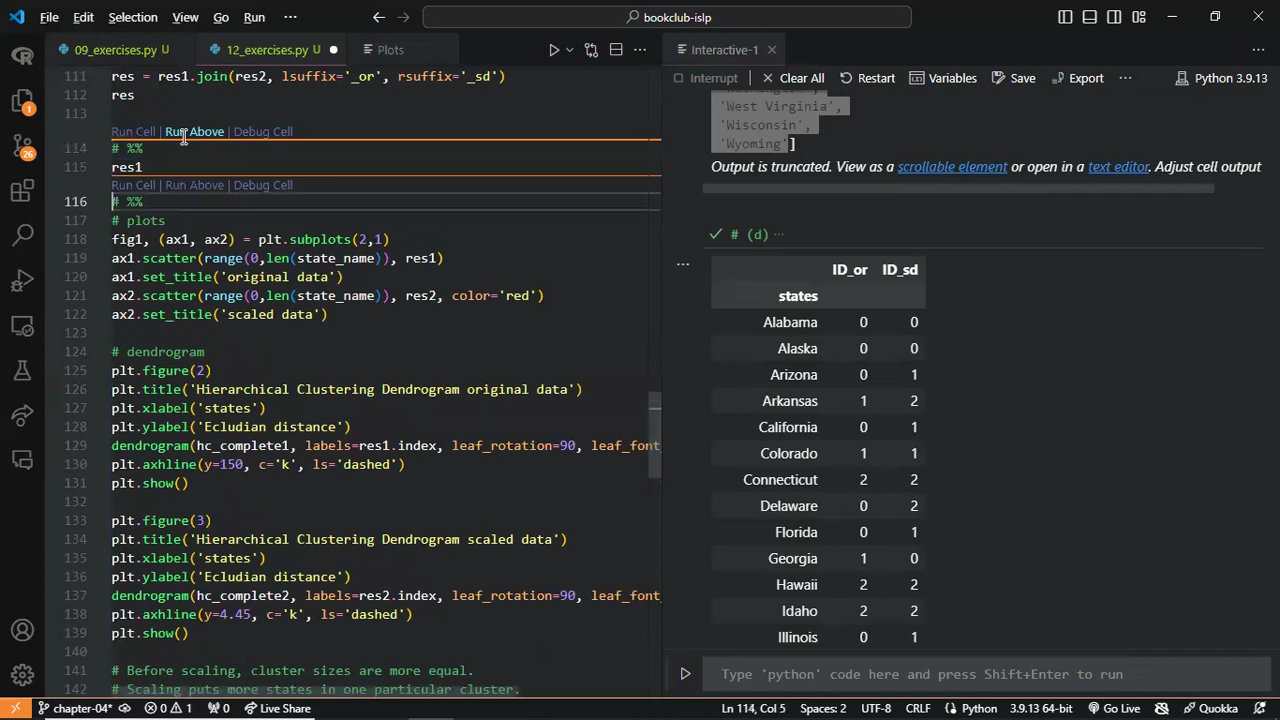 File Edit Selection View Go Run ··· bookclub-islp
09_exercises.py U 12_exercises.py U Plots Interactive-1
Interrupt Clear All Restart Variables Save Export ··· Python 3.9.13
111 res = res1.join(res2, lsuffix='_or', rsuffix='_sd')
112 res
113
Run Cell | Run Above | Debug Cell
114 # %%
115 res1
Run Cell | Run Above | Debug Cell
116 # %%
117 # plots
118 fig1, (ax1, ax2) = plt.subplots(2,1)
119 ax1.scatter(range(0,len(state_name)), res1)
120 ax1.set_title('original data')
121 ax2.scatter(range(0,len(state_name)), res2, color='red')
122 ax2.set_title('scaled data')
123
124 # dendrogram
125 plt.figure(2)
126 plt.title('Hierarchical Clustering Dendrogram original data')
127 plt.xlabel('states')
128 plt.ylabel('Ecludian distance')
129 dendrogram(hc_complete1, labels=res1.index, leaf_rotation=90, leaf_font_
130 plt.axhline(y=150, c='k', ls='dashed')
131 plt.show()
132
133 plt.figure(3)
134 plt.title('Hierarchical Clustering Dendrogram scaled data')
135 plt.xlabel('states')
136 plt.ylabel('Ecludian distance')
137 dendrogram(hc_complete2, labels=res2.index, leaf_rotation=90, leaf_font_
138 plt.axhline(y=4.45, c='k', ls='dashed')
139 plt.show()
140
141 # Before scaling, cluster sizes are more equal.
142 # Scaling puts more states in one particular cluster.
'West Virginia',
'Wisconsin',
'Wyoming']
Output is truncated. View as a scrollable element or open in a text editor. Adjust cell output
# (d) ···
ID_or ID_sd
states
Alabama 0 0
Alaska 0 0
Arizona 0 1
Arkansas 1 2
California 0 1
Colorado 1 1
Connecticut 2 2
Delaware 0 2
Florida 0 1
Georgia 1 0
Hawaii 2 2
Idaho 2 2
Illinois 0 1
Type 'python' code here and press Shift+Enter to run
1
26
chapter-04* 0 1 Live Share Ln 114, Col 5 Spaces: 2 UTF-8 CRLF Python 3.9.13 64-bit Go Live Quokka